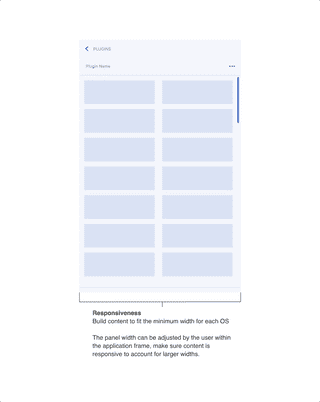 PLUGINS
Plugin Name
Responsiveness
Build content to fit the minimum width for each OS
The panel width can be adjusted by the user within
the application frame, make sure content is
responsive to account for larger widths.